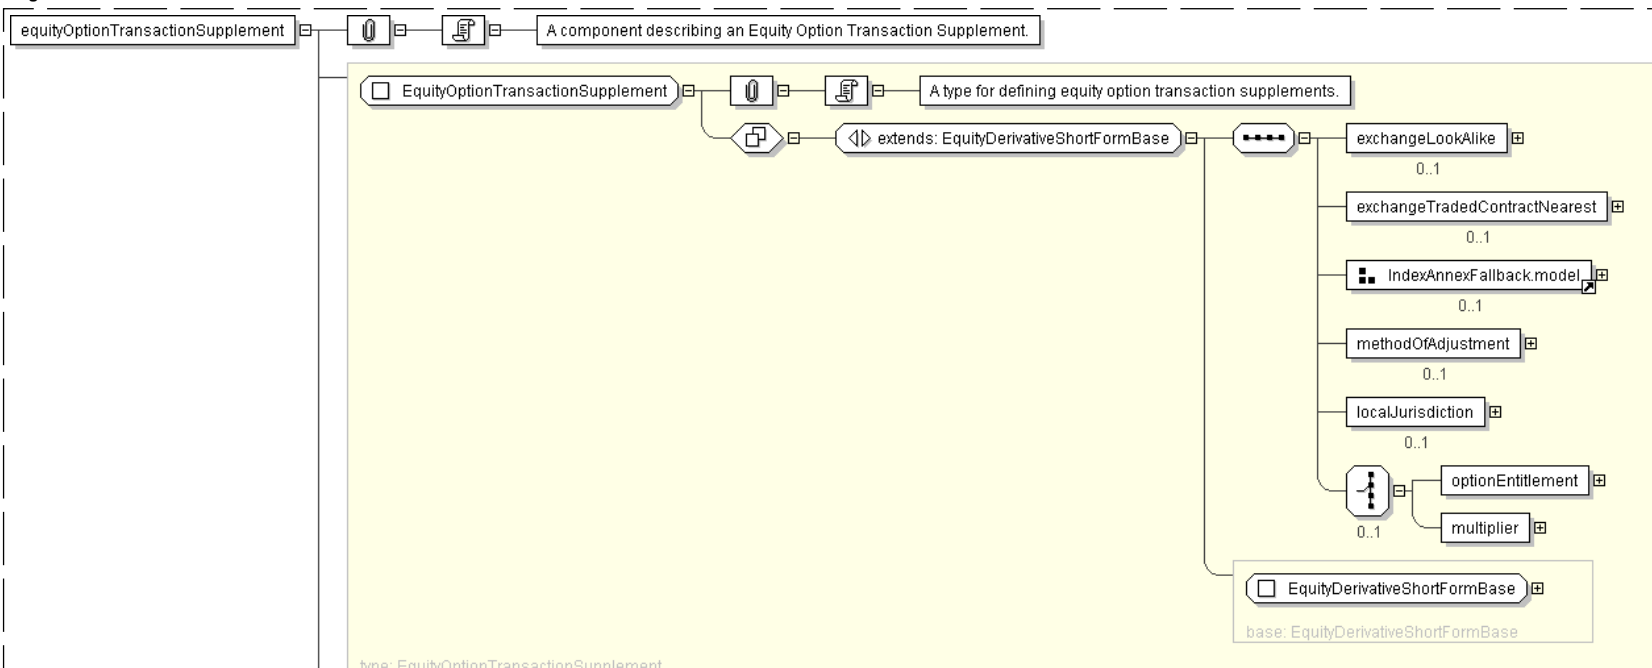 equityOptionTransactionSupplement
A component describing an Equity Option Transaction Supplement.
EquityOptionTransactionSupplement
A type for defining equity option transaction supplements.
extends: EquityDerivativeShortFormBase
exchangeLookAlike
0..1
exchangeTradedContractNearest
0..1
IndexAnnexFallback.model
0..1
methodOfAdjustment
0..1
localJurisdiction
0..1
optionEntitlement
multiplier
0..1
EquityDerivativeShortFormBase
base: EquityDerivativeShortFormBase
type: EquityOptionTransactionSupplement